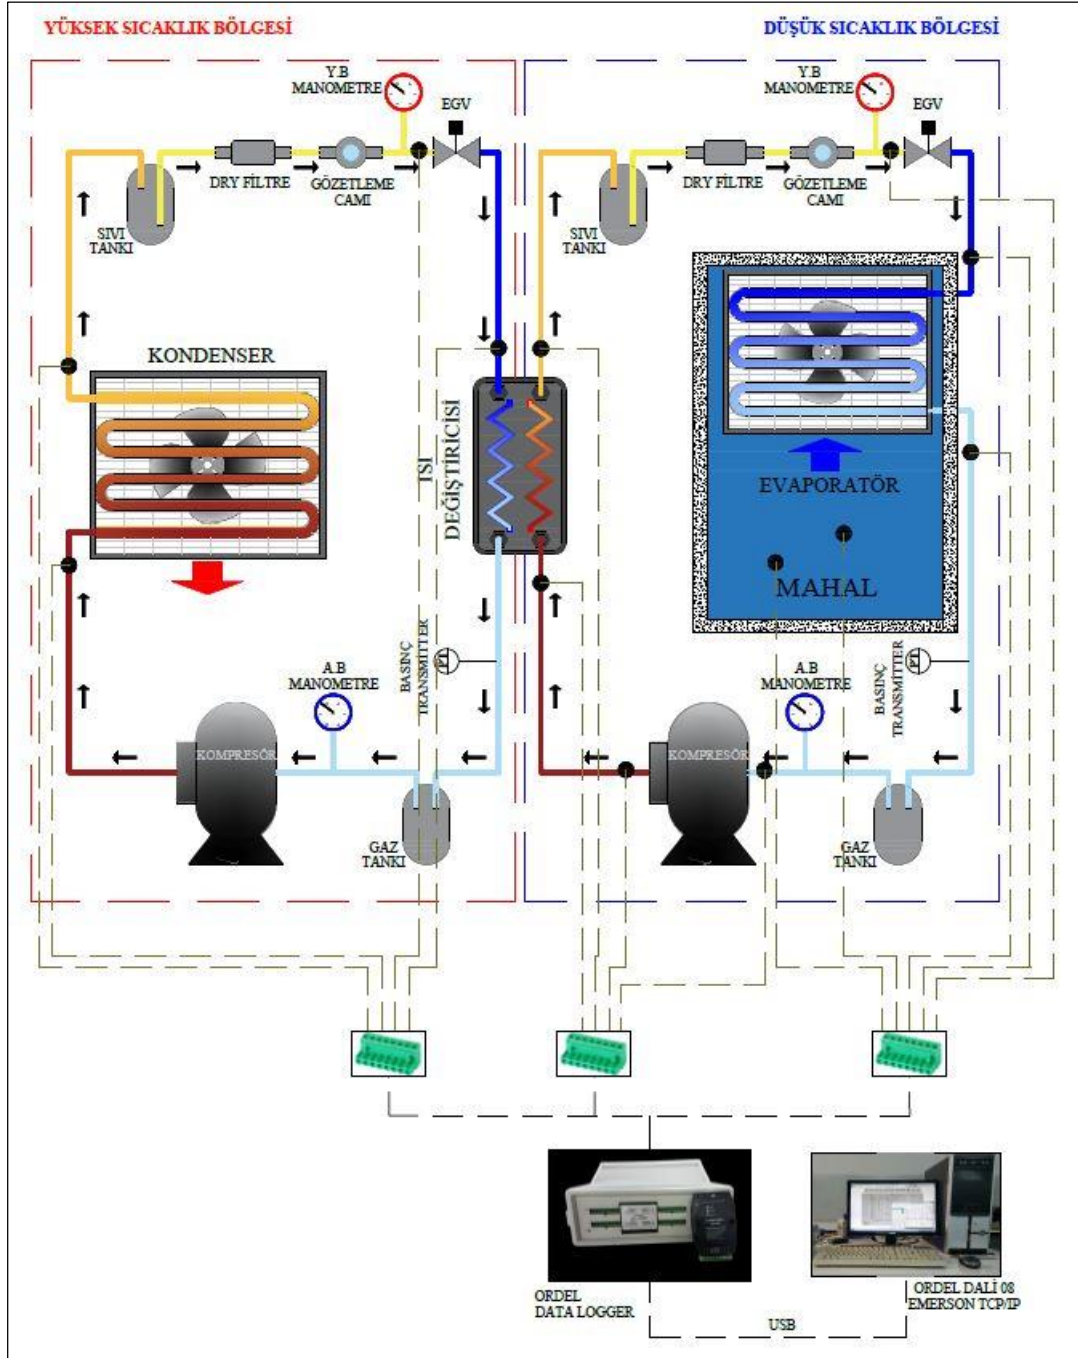 YÜKSEK SICAKLIK BÖLGESİ
DÜŞÜK SICAKLIK BÖLGESİ
Y.B
MANOMETRE
EGV
Y.B
MANOMETRE
EGV
DRY FİLTRE
GÖZETLEME
CAMI
DRY FİLTRE
GÖZETLEME
CAMI
SIVI
TANKI
SIVI
TANKI
KONDENSER
ISI
DEĞİŞTİRİCİSİ
EVAPORATÖR
MAHAL
A.B
MANOMETRE
BASINÇ
TRANSMİTTER
PT
A.B
MANOMETRE
BASINÇ
TRANSMİTTER
PT
KOMPRESÖR
KOMPRESÖR
GAZ
TANKI
GAZ
TANKI
ORDEL
DATA LOGGER
ORDEL DALİ 08
EMERSON TCP/IP
USB